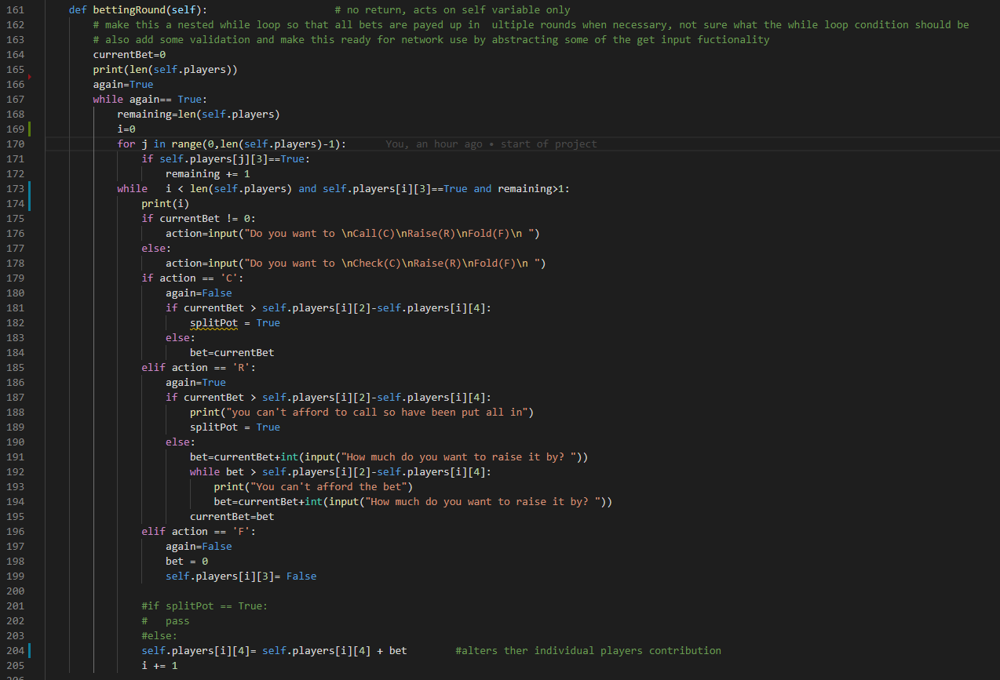 161 def bettingRound(self): # no return, acts on self variable only
162 # make this a nested while loop so that all bets are payed up in  ultiple rounds when necessary, not sure what the while loop condition should be
163 # also add some validation and make this ready for network use by abstracting some of the get input fuctionality
164 currentBet=0
165 print(len(self.players))
166 again=True
167 while again== True:
168 remaining=len(self.players)
169 i=0
170 for j in range(0,len(self.players)-1): You, an hour ago • start of project
171 if self.players[j][3]==True:
172 remaining += 1
173 while   i < len(self.players) and self.players[i][3]==True and remaining>1:
174 print(i)
175 if currentBet != 0:
176 action=input("Do you want to \nCall(C)\nRaise(R)\nFold(F)\n ")
177 else:
178 action=input("Do you want to \nCheck(C)\nRaise(R)\nFold(F)\n ")
179 if action == 'C':
180 again=False
181 if currentBet > self.players[i][2]-self.players[i][4]:
182 splitPot = True
183 else:
184 bet=currentBet
185 elif action == 'R':
186 again=True
187 if currentBet > self.players[i][2]-self.players[i][4]:
188 print("you can't afford to call so have been put all in")
189 splitPot = True
190 else:
191 bet=currentBet+int(input("How much do you want to raise it by? "))
192 while bet > self.players[i][2]-self.players[i][4]:
193 print("You can't afford the bet")
194 bet=currentBet+int(input("How much do you want to raise it by? "))
195 currentBet=bet
196 elif action == 'F':
197 again=False
198 bet = 0
199 self.players[i][3]= False
200
201 #if splitPot == True:
202 #   pass
203 #else:
204 self.players[i][4]= self.players[i][4] + bet #alters ther individual players contribution
205 i += 1